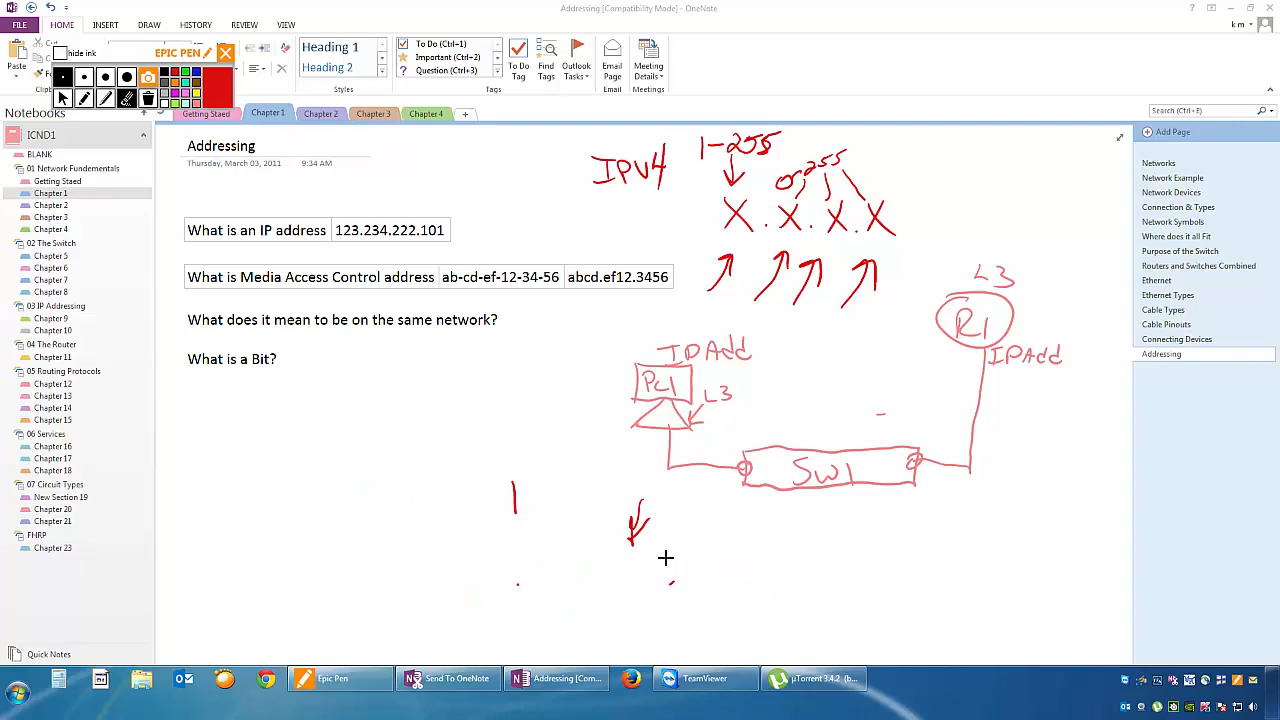 Addressing [Compatibility Mode] - OneNote
FILE HOME INSERT DRAW HISTORY REVIEW VIEW k m
hide ink EPIC PEN
Paste
Cut
Heading 1
Heading 2
Styles
To Do (Ctrl+1)
Important (Ctrl+2)
Question (Ctrl+3)
To Do Tag
Find Tags
Outlook Tasks
Tags
Email Page
Email
Meeting Details
Meetings
Notebooks
Getting Staed Chapter 1 Chapter 2 Chapter 3 Chapter 4
Search (Ctrl+E)
ICND1
BLANK
01 Network Fundamentals
Getting Staed
Chapter 1
Chapter 2
Chapter 3
Chapter 4
02 The Switch
Chapter 5
Chapter 6
Chapter 7
Chapter 8
03 IP Addressing
Chapter 9
Chapter 10
04 The Router
Chapter 11
05 Routing Protocols
Chapter 12
Chapter 13
Chapter 14
Chapter 15
06 Services
Chapter 16
Chapter 17
Chapter 18
07 Circuit Types
New Section 19
Chapter 20
Chapter 21
FHRP
Chapter 23
Quick Notes
Addressing
Thursday, March 03, 2011 9:34 AM
What is an IP address 123.234.222.101
What is Media Access Control address ab-cd-ef-12-34-56 abcd.ef12.3456
What does it mean to be on the same network?
What is a Bit?
1-255
IPV4
255
X . X . X . X
L3
R1
IPAdd
IPAdd
PC1
L3
SW1
Add Page
Networks
Network Example
Network Devices
Connection & Types
Network Symbols
Where does it all Fit
Purpose of the Switch
Routers and Switches Combined
Ethernet
Ethernet Types
Cable Types
Cable Pinouts
Connecting Devices
Addressing
Epic Pen
Send To OneNote
Addressing [Com...
TeamViewer
µTorrent 3.4.2 (b...